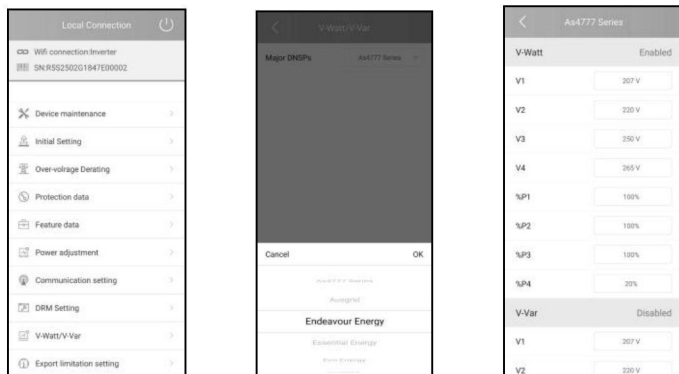 Local Connection
Wifi connection:Inverter
SN:R5S2502G1847E00002
Device maintenance
Initial Setting
Over-volrage Derating
Protection data
Feature data
Power adjustment
Communication setting
DRM Setting
V-Watt/V-Var
Export limitation setting
V-Watt/V-Var
Major DNSPs As4777 Series
Cancel OK
As4777 Series
Ausgrid
Endeavour Energy
Essential Energy
As4777 Series
V-Watt Enabled
V1 207 V
V2 220 V
V3 250 V
V4 265 V
%P1 100%
%P2 100%
%P3 100%
%P4 20%
V-Var Disabled
V1 207 V
V2 220 V